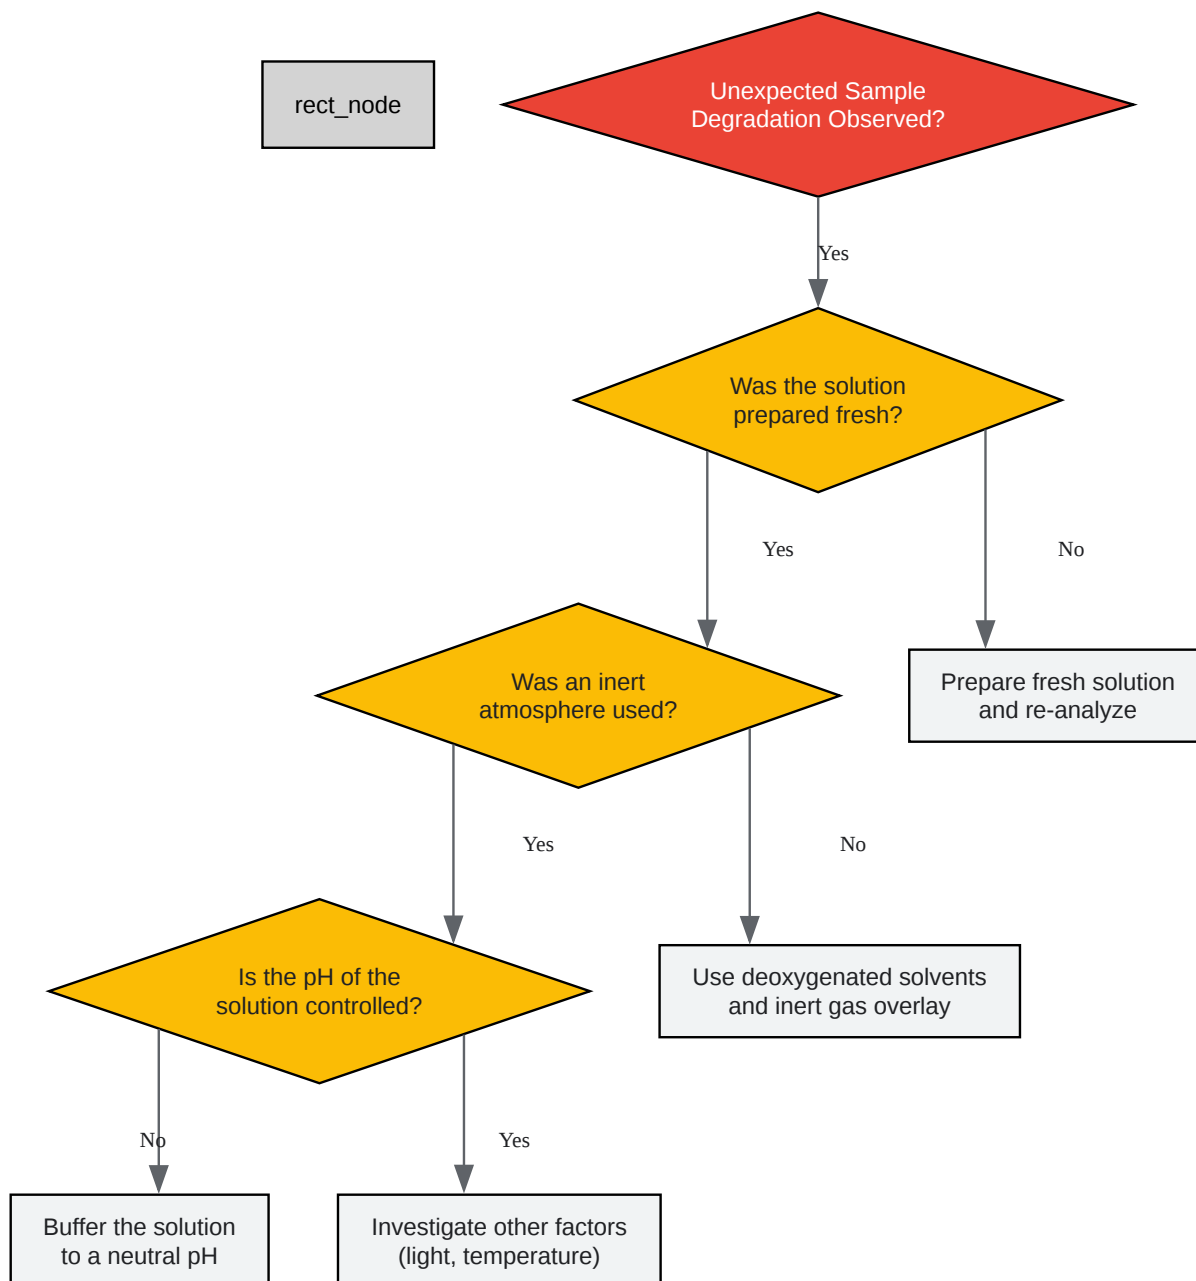 rect_node
Unexpected Sample
Degradation Observed?
Yes
Was the solution
prepared fresh?
Yes
No
Was an inert
atmosphere used?
Prepare fresh solution
and re-analyze
Yes
No
Is the pH of the
solution controlled?
Use deoxygenated solvents
and inert gas overlay
No
Yes
Buffer the solution
to a neutral pH
Investigate other factors
(light, temperature)